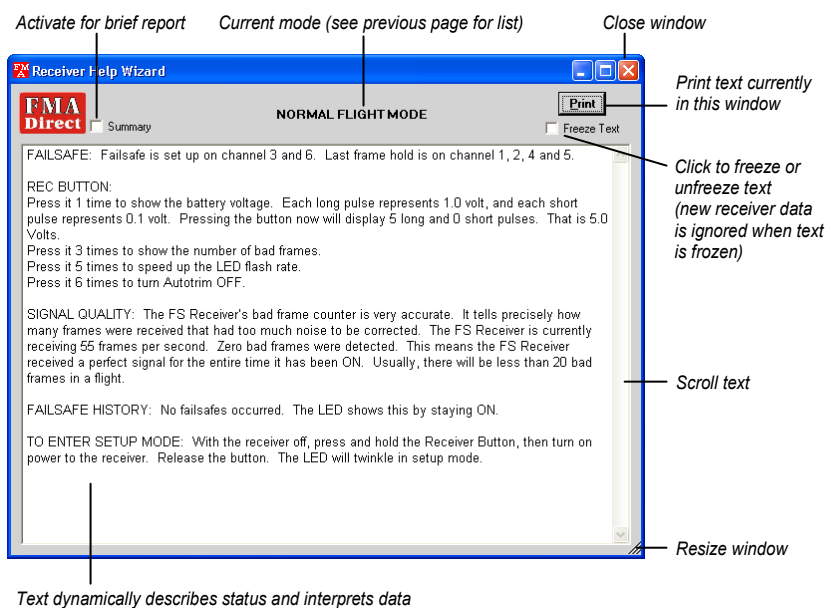 Activate for brief report
Current mode (see previous page for list)
Close window
FMA Receiver Help Wizard
FMA
Direct
Summary
NORMAL FLIGHT MODE
Print
Freeze Text
Print text currently
in this window
FAILSAFE: Failsafe is set up on channel 3 and 6. Last frame hold is on channel 1, 2, 4 and 5.
REC BUTTON:
Press it 1 time to show the battery voltage. Each long pulse represents 1.0 volt, and each short
pulse represents 0.1 volt. Pressing the button now will display 5 long and 0 short pulses. That is 5.0
Volts.
Press it 3 times to show the number of bad frames.
Press it 5 times to speed up the LED flash rate.
Press it 6 times to turn Autotrim OFF.
Click to freeze or
unfreeze text
(new receiver data
is ignored when text
is frozen)
SIGNAL QUALITY: The FS Receiver's bad frame counter is very accurate. It tells precisely how
many frames were received that had too much noise to be corrected. The FS Receiver is currently
receiving 55 frames per second. Zero bad frames were detected. This means the FS Receiver
received a perfect signal for the entire time it has been ON. Usually, there will be less than 20 bad
frames in a flight.
Scroll text
FAILSAFE HISTORY: No failsafes occurred. The LED shows this by staying ON.
TO ENTER SETUP MODE: With the receiver off, press and hold the Receiver Button, then turn on
power to the receiver. Release the button. The LED will twinkle in setup mode.
Resize window
Text dynamically describes status and interprets data